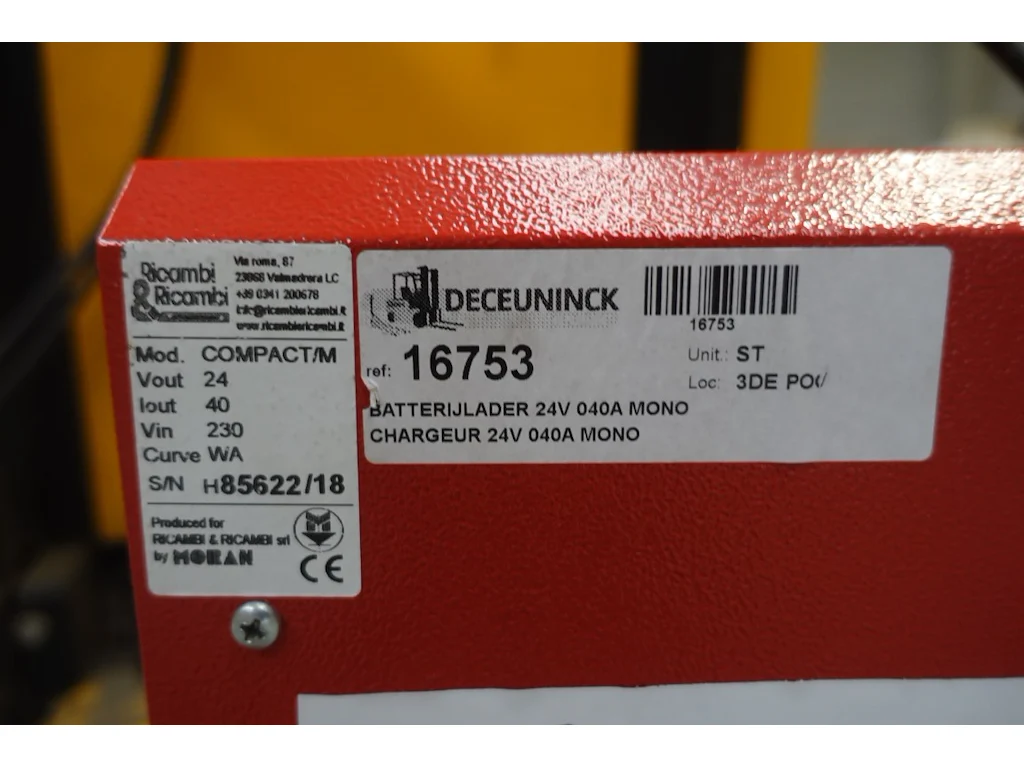 Ricambi
& Ricambi
Via roma, 87
23868 Valmadrera LC
+39 0341 200678
info@ricambiericambi.it
www.ricambiericambi.it
Mod. COMPACT/M
Vout 24
Iout 40
Vin 230
Curve WA
S/N H85622/18
Produced for
RICAMBI & RICAMBI srl
by MORAN
CE
DECEUNINCK
16753
ref: 16753
Unit.: ST
Loc: 3DE
BATTERIJLADER 24V 040A MONO
CHARGEUR 24V 040A MONO